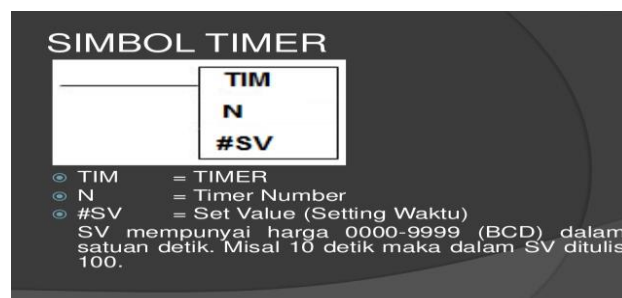 SIMBOL TIMER
TIM
N
#SV
TIM = TIMER
N = Timer Number
#SV = Set Value (Setting Waktu)
SV mempunyai harga 0000-9999 (BCD) dalam
satuan detik. Misal 10 detik maka dalam SV ditulis
100.